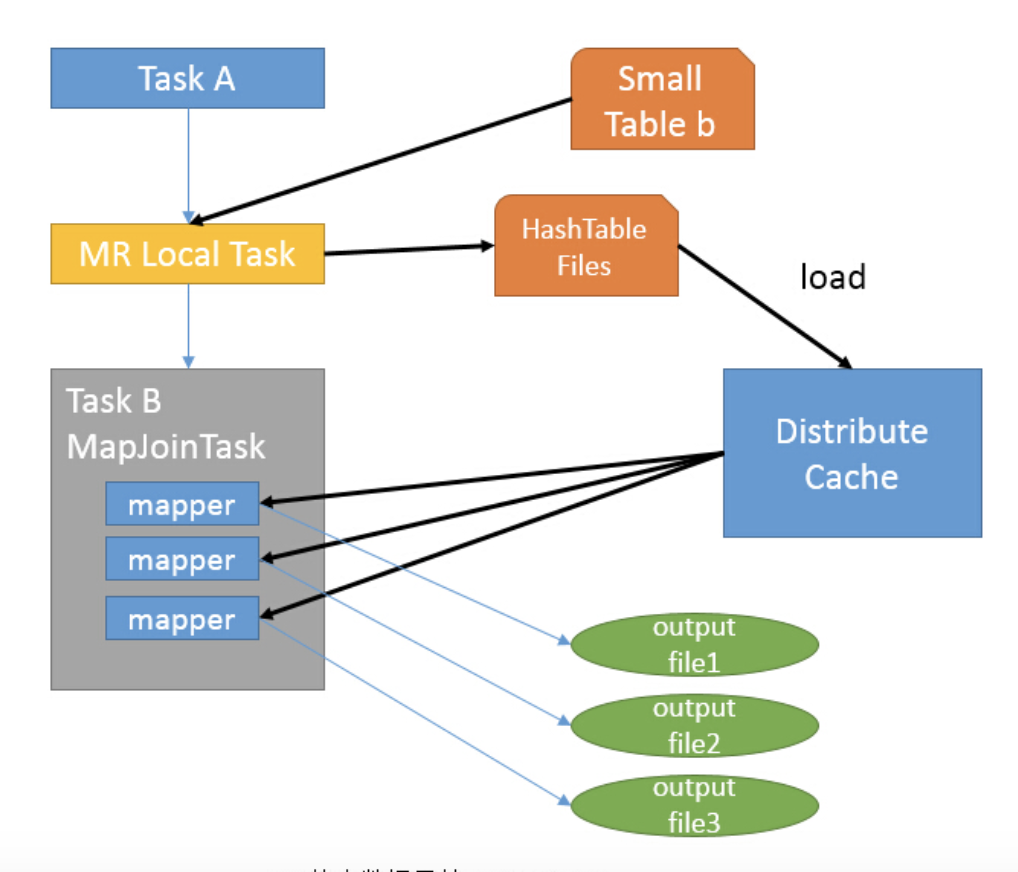 Task A
Small
Table b
MR Local Task
HashTable
Files
load
Task B
MapJoinTask
Distribute
Cache
mapper
mapper
mapper
output
file1
output
file2
output
file3